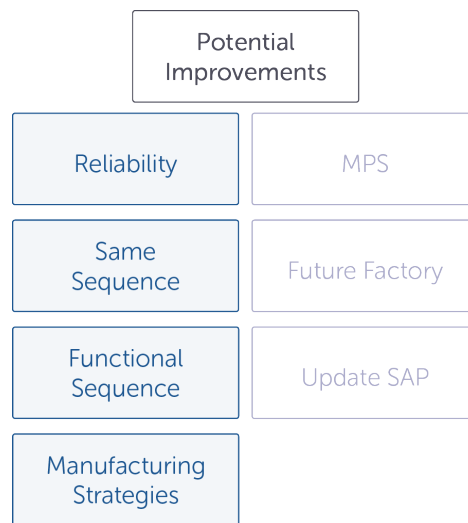 Potential
Improvements
Reliability
MPS
Same
Sequence
Future Factory
Functional
Sequence
Update SAP
Manufacturing
Strategies